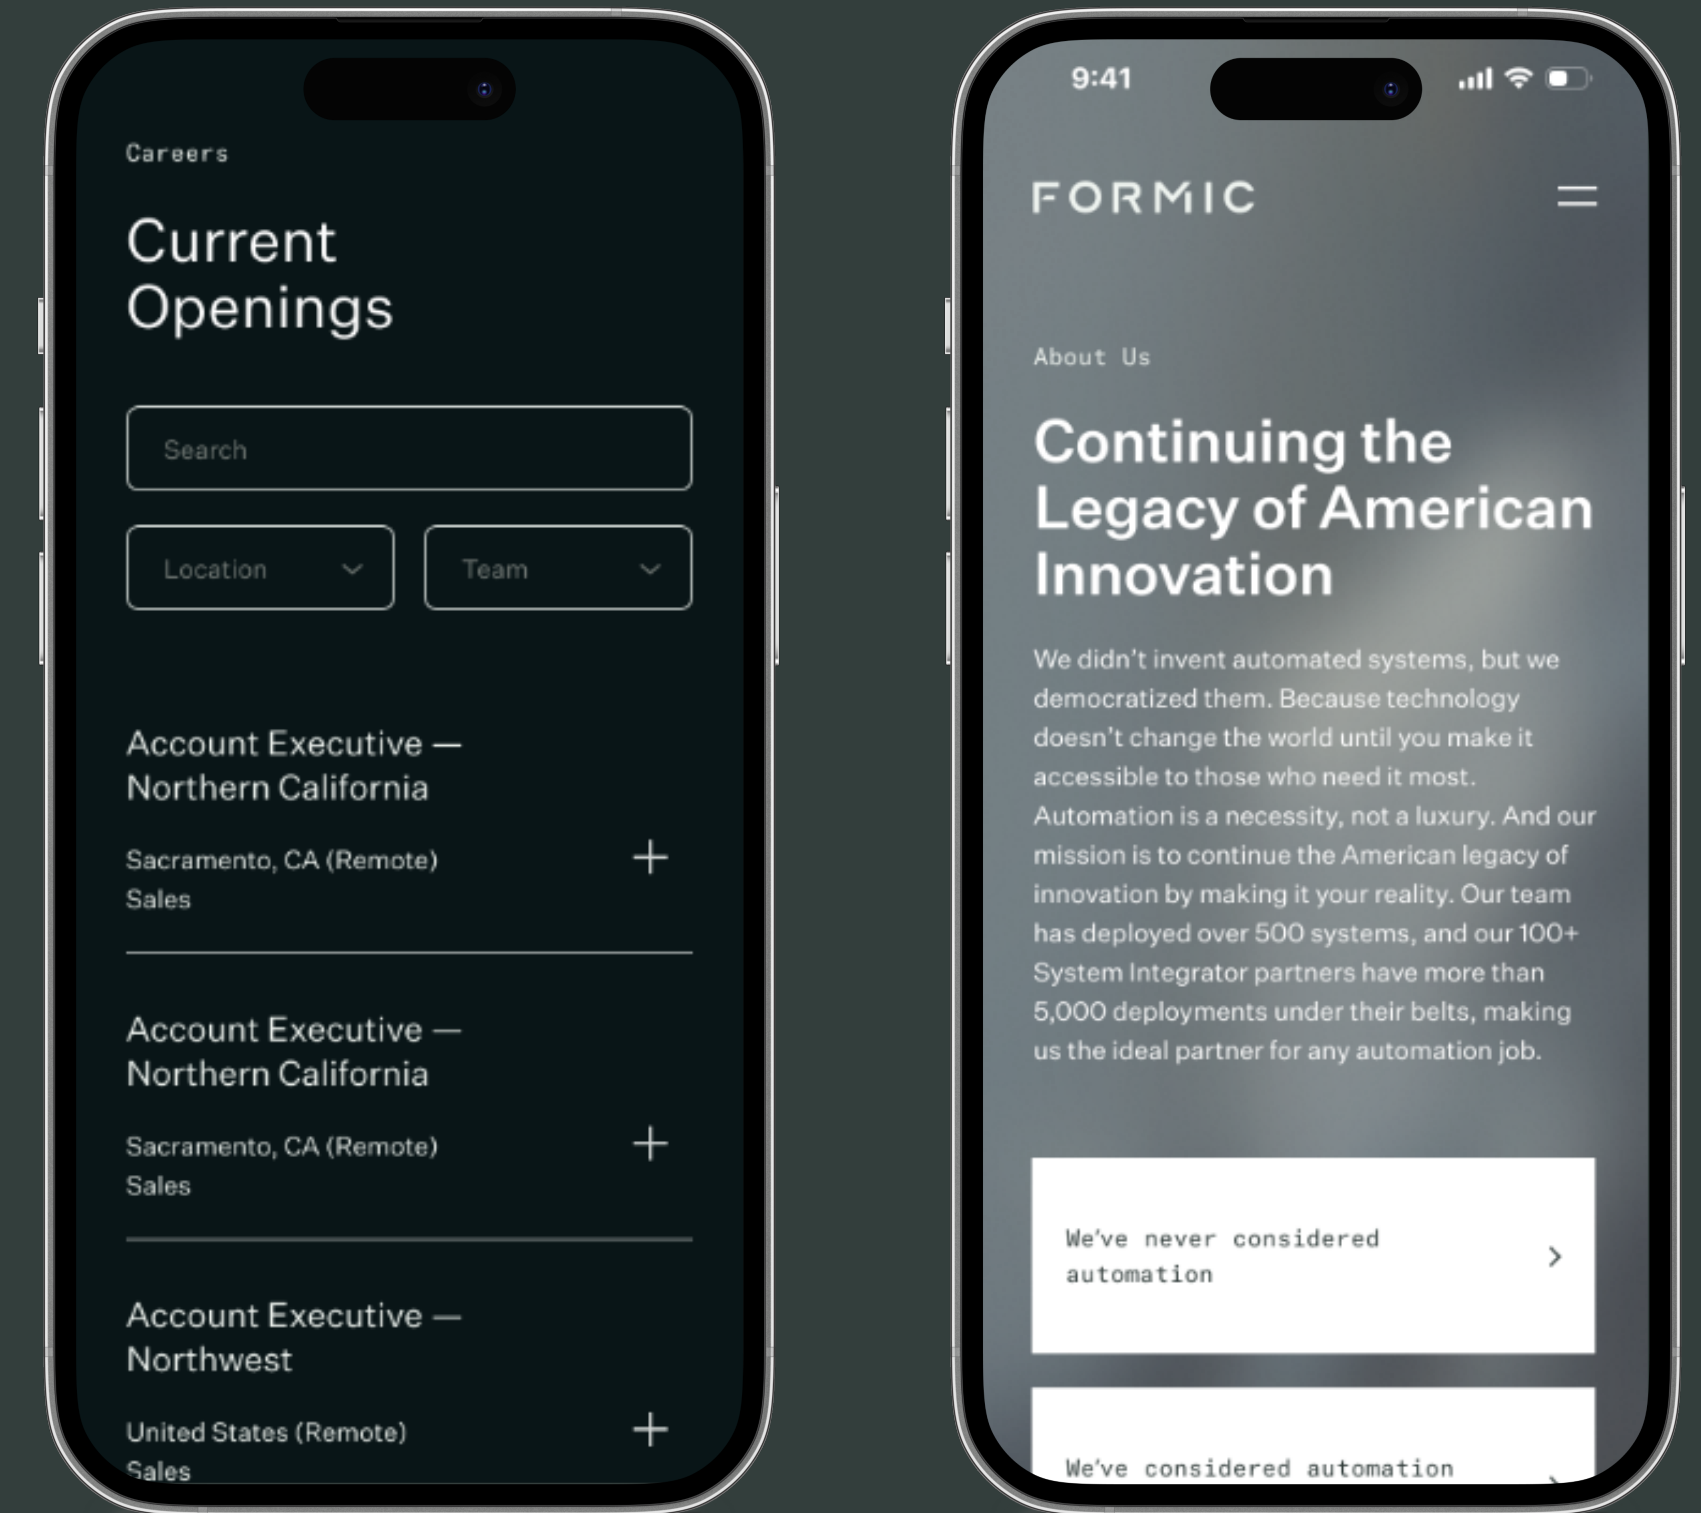 Careers
Current
Openings
Search
Location
Team
Account Executive —
Northern California
Sacramento, CA (Remote)
Sales
Account Executive —
Northern California
Sacramento, CA (Remote)
Sales
Account Executive —
Northwest
United States (Remote)
Sales
9:41
FORMIC
About Us
Continuing the
Legacy of American
Innovation
We didn’t invent automated systems, but we
democratized them. Because technology
doesn’t change the world until you make it
accessible to those who need it most.
Automation is a necessity, not a luxury. And our
mission is to continue the American legacy of
innovation by making it your reality. Our team
has deployed over 500 systems, and our 100+
System Integrator partners have more than
5,000 deployments under their belts, making
us the ideal partner for any automation job.
We’ve never considered
automation
We’ve considered automation